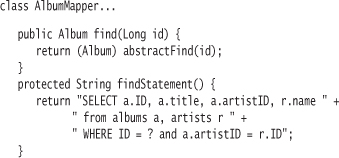 class AlbumMapper...
public Album find(Long id) {
return (Album) abstractFind(id);
}
protected String findStatement() {
return "SELECT a.ID, a.title, a.artistID, r.name " +
" from albums a, artists r " +
" WHERE ID = ? and a.artistID = r.ID";
}